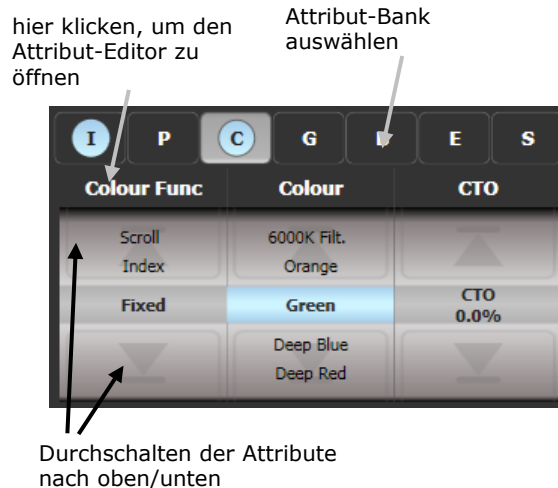 hier klicken, um den
Attribut-Editor zu
öffnen
Attribut-Bank
auswählen
I P C G B E S
Colour Func Colour CTO
Scroll 6000K Filt.
Index Orange
Fixed Green CTO
0.0%
Deep Blue
Deep Red
Durchschalten der Attribute
nach oben/unten